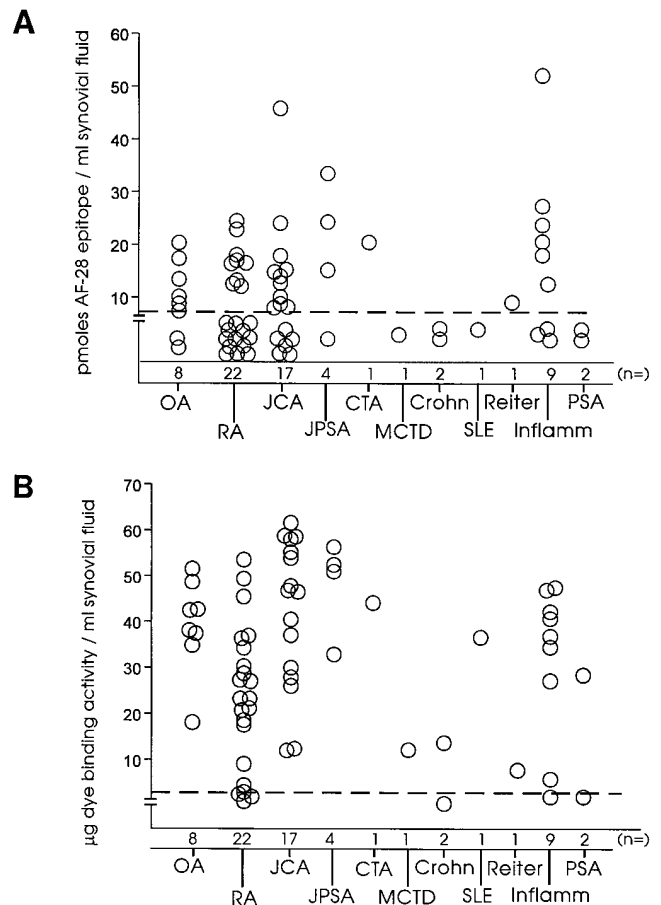 A
pmoles AF-28 epitope / ml synovial fluid
60
50
40
30
20
10
8 22 17 4 1 1 2 1 1 9 2 (n=)
OA JCA CTA Crohn Reiter PSA
RA JPSA MCTD SLE Inflamm
B
µg dye binding activity / ml synovial fluid
70
60
50
40
30
20
10
8 22 17 4 1 1 2 1 1 9 2 (n=)
OA JCA CTA Crohn Reiter PSA
RA JPSA MCTD SLE Inflamm